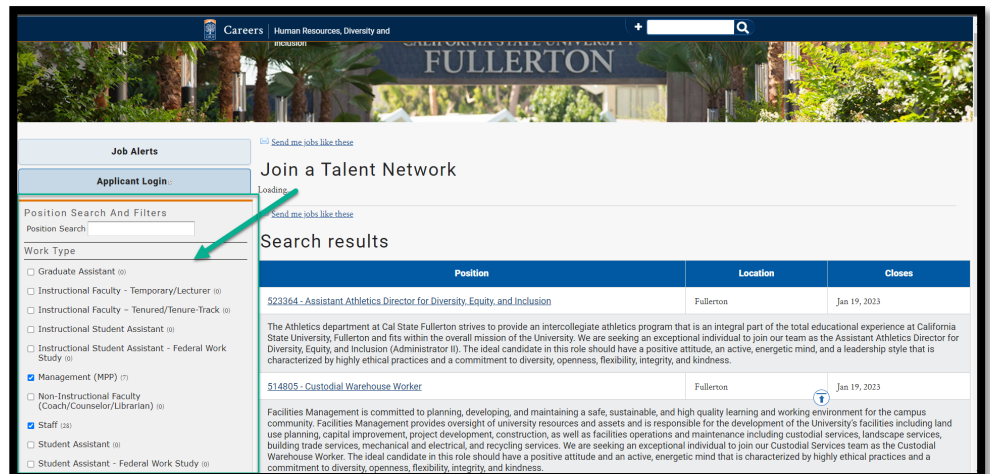 Careers | Human Resources, Diversity and
Inclusion
+
CALIFORNIA STATE UNIVERSITY
FULLERTON
Job Alerts
Applicant Login
Position Search And Filters
Position Search
Work Type
Graduate Assistant (0)
Instructional Faculty - Temporary/Lecturer (0)
Instructional Faculty – Tenured/Tenure-Track (0)
Instructional Student Assistant (0)
Instructional Student Assistant - Federal Work
Study (0)
Management (MPP) (7)
Non-Instructional Faculty
(Coach/Counselor/Librarian) (0)
Staff (28)
Student Assistant (0)
Student Assistant - Federal Work Study (0)
Send me jobs like these
Join a Talent Network
Loading...
Send me jobs like these
Search results
Position Location Closes
523364 - Assistant Athletics Director for Diversity, Equity, and Inclusion Fullerton Jan 19, 2023
The Athletics department at Cal State Fullerton strives to provide an intercollegiate athletics program that is an integral part of the total educational experience at California
State University, Fullerton and fits within the overall mission of the University. We are seeking an exceptional individual to join our team as the Assistant Athletics Director for
Diversity, Equity, and Inclusion (Administrator II). The ideal candidate in this role should have a positive attitude, an active, energetic mind, and a leadership style that is
characterized by highly ethical practices and a commitment to diversity, openness, flexibility, integrity, and kindness.
514805 - Custodial Warehouse Worker Fullerton Jan 19, 2023
Facilities Management is committed to planning, developing, and maintaining a safe, sustainable, and high quality learning and working environment for the campus
community. Facilities Management provides oversight of university resources and assets and is responsible for the development of the University's facilities including land
use planning, capital improvement, project development, construction, as well as facilities operations and maintenance including custodial services, landscape services,
building trade services, mechanical and electrical, and recycling services. We are seeking an exceptional individual to join our Custodial Services team as the Custodial
Warehouse Worker. The ideal candidate in this role should have a positive attitude and an active, energetic mind that is characterized by highly ethical practices and a
commitment to diversity, openness, flexibility, integrity, and kindness.